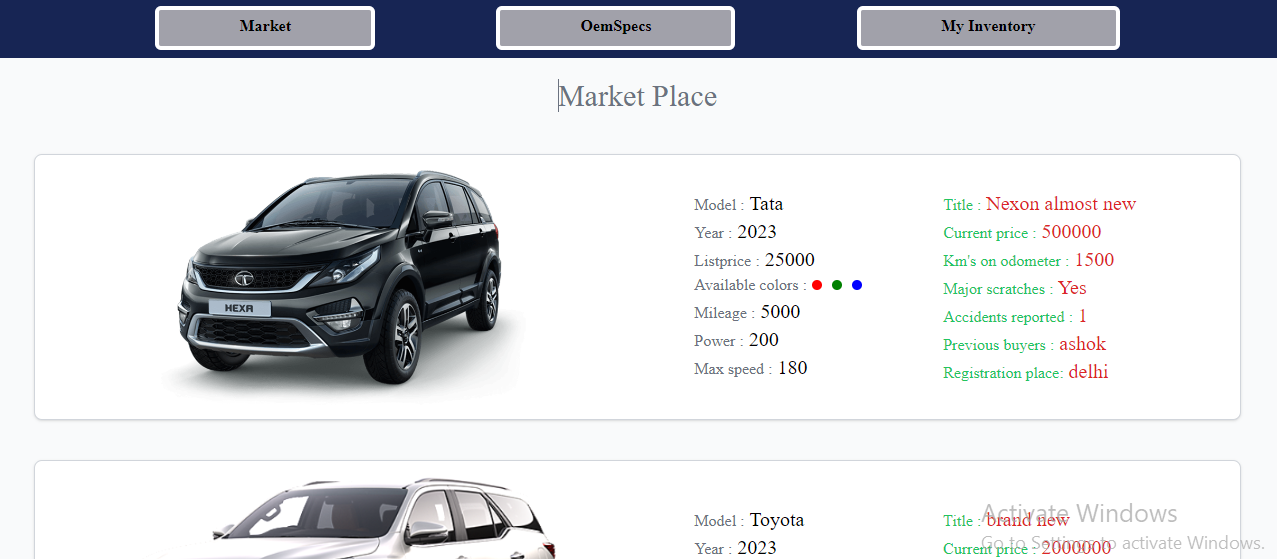 Market OemSpecs My Inventory
Market Place
HEXA
Model : Tata
Year : 2023
Listprice : 25000
Available colors :
Mileage : 5000
Power : 200
Max speed : 180
Title : Nexon almost new
Current price : 500000
Km's on odometer : 1500
Major scratches : Yes
Accidents reported : 1
Previous buyers : ashok
Registration place: delhi
Model : Toyota
Year : 2023
Title : brand new
Current price : 2000000
Activate Windows
Go to Settings to activate Windows.